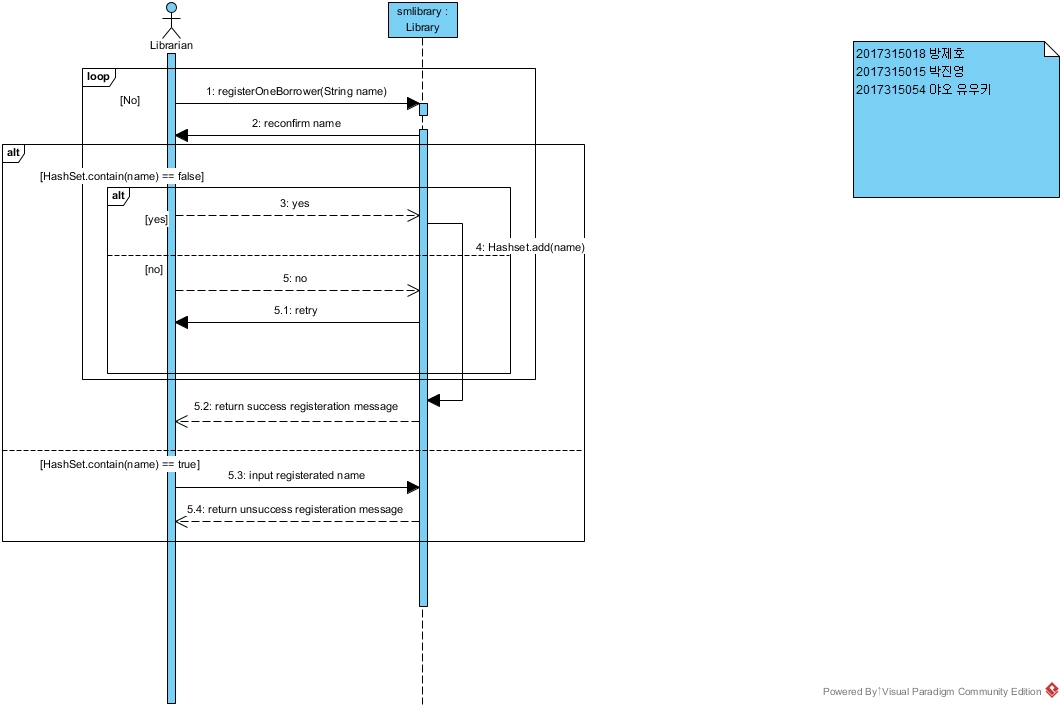 smlibrary :
Library
Librarian
2017315018 방제호
2017315015 박진영
2017315054 야오 유우키
loop
[No]
1: registerOneBorrower(String name)
2: reconfirm name
alt
[HashSet.contain(name) == false]
alt
3: yes
[yes]
4: Hashset.add(name)
[no]
5: no
5.1: retry
5.2: return success registeration message
[HashSet.contain(name) == true]
5.3: input registerated name
5.4: return unsuccess registeration message
Powered By↑Visual Paradigm Community Edition